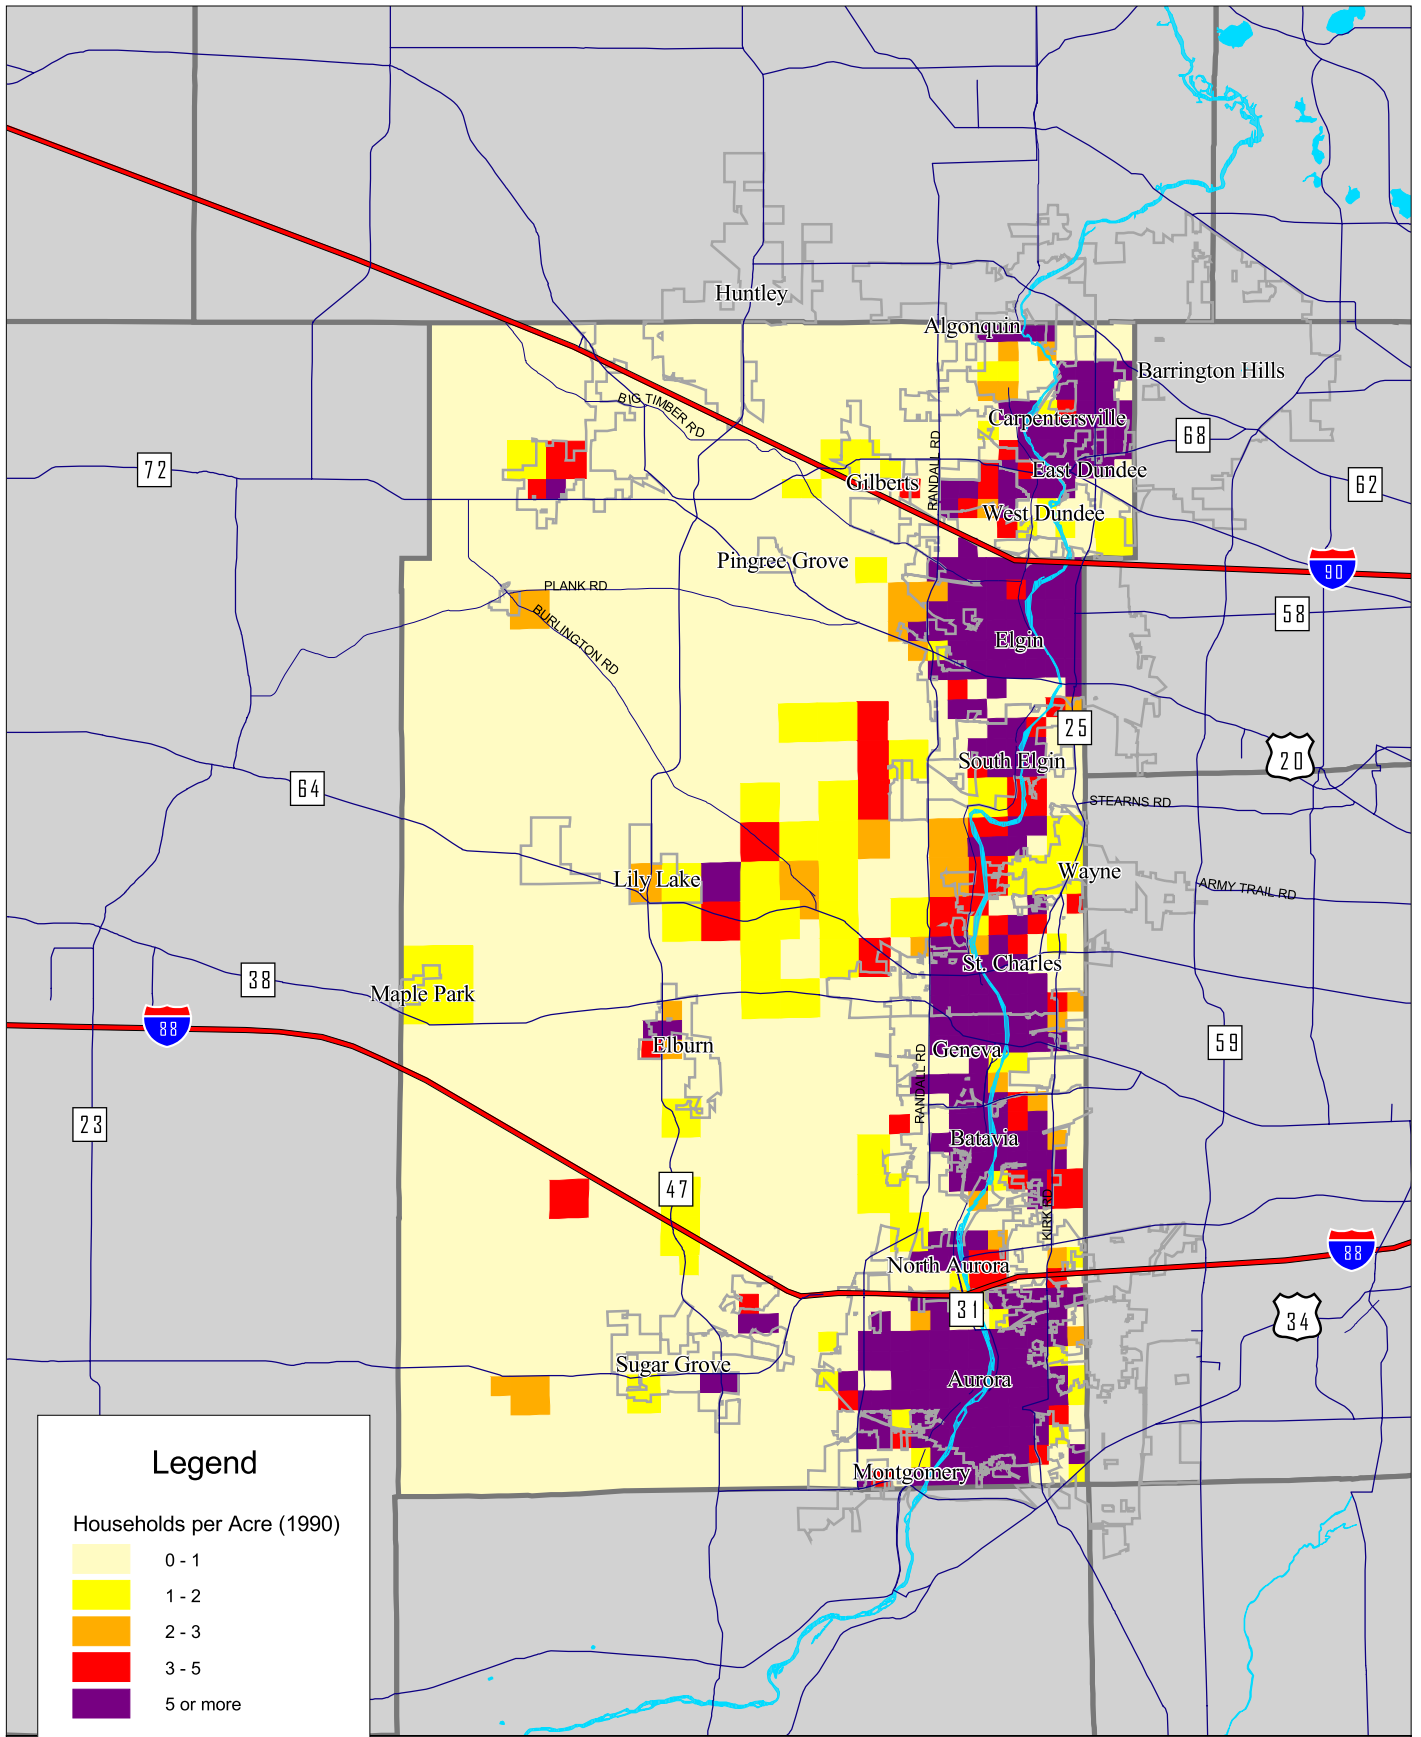 Huntley
Algonquin
Barrington Hills
BIG TIMBER RD
Carpentersville
68
RANDALL RD
72
East Dundee
Gilberts
62
West Dundee
Pingree Grove
90
PLANK RD
58
BURLINGTON RD
Elgin
25
20
South Elgin
64
STEARNS RD
Lily Lake
Wayne
ARMY TRAIL RD
St. Charles
38
Maple Park
88
59
Elburn
Geneva
RANDALL RD
23
Batavia
47
KIRK RD
88
North Aurora
31
34
Sugar Grove
Aurora
Montgomery
Legend
Households per Acre (1990)
0 - 1
1 - 2
2 - 3
3 - 5
5 or more